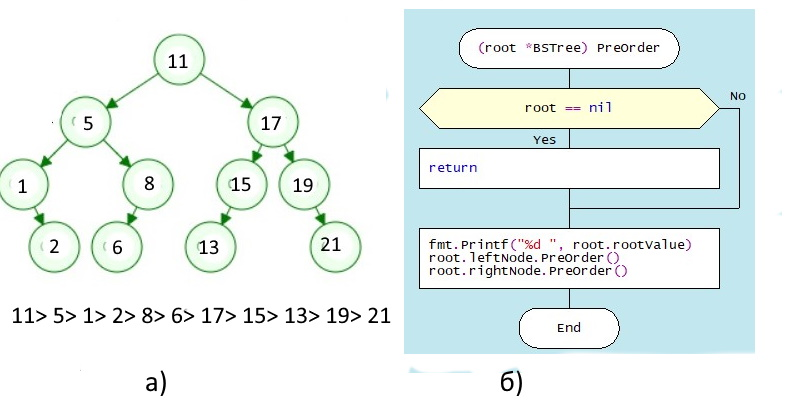 11
5
17
1
8
15
19
2
6
13
21
11> 5> 1> 2> 8> 6> 17> 15> 13> 19> 21
а)
(root *BSTree) PreOrder
root == nil
No
Yes
return
fmt.Printf("%d ", root.rootValue)
root.leftNode.PreOrder()
root.rightNode.PreOrder()
End
б)